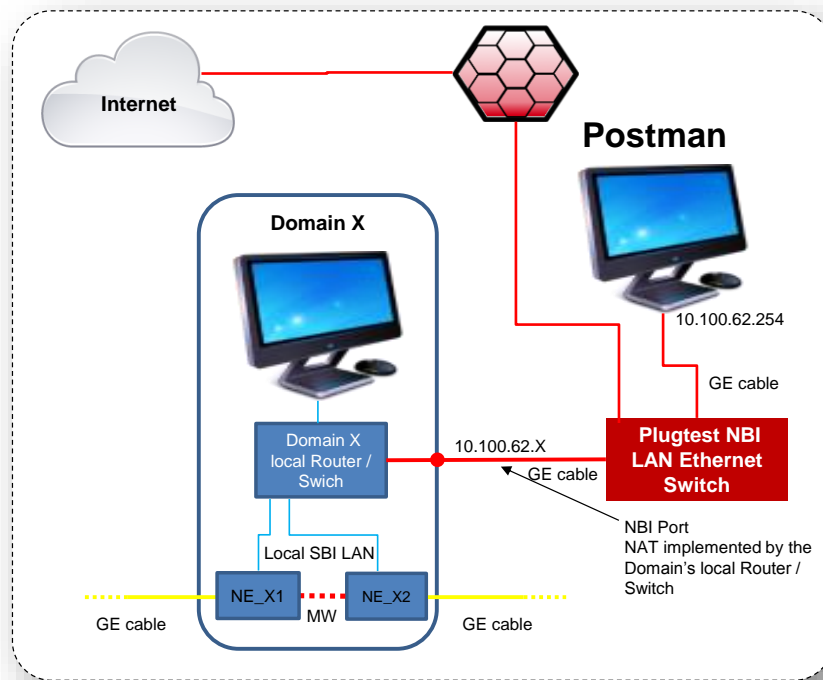 Internet
Postman
Domain X
10.100.62.254
GE cable
Domain X
local Router /
Swich
10.100.62.X
GE cable
Plugtest NBI
LAN Ethernet
Switch
NBI Port
NAT implemented by the
Domain's local Router /
Switch
Local SBI LAN
NE_X1
MW
NE_X2
GE cable
GE cable